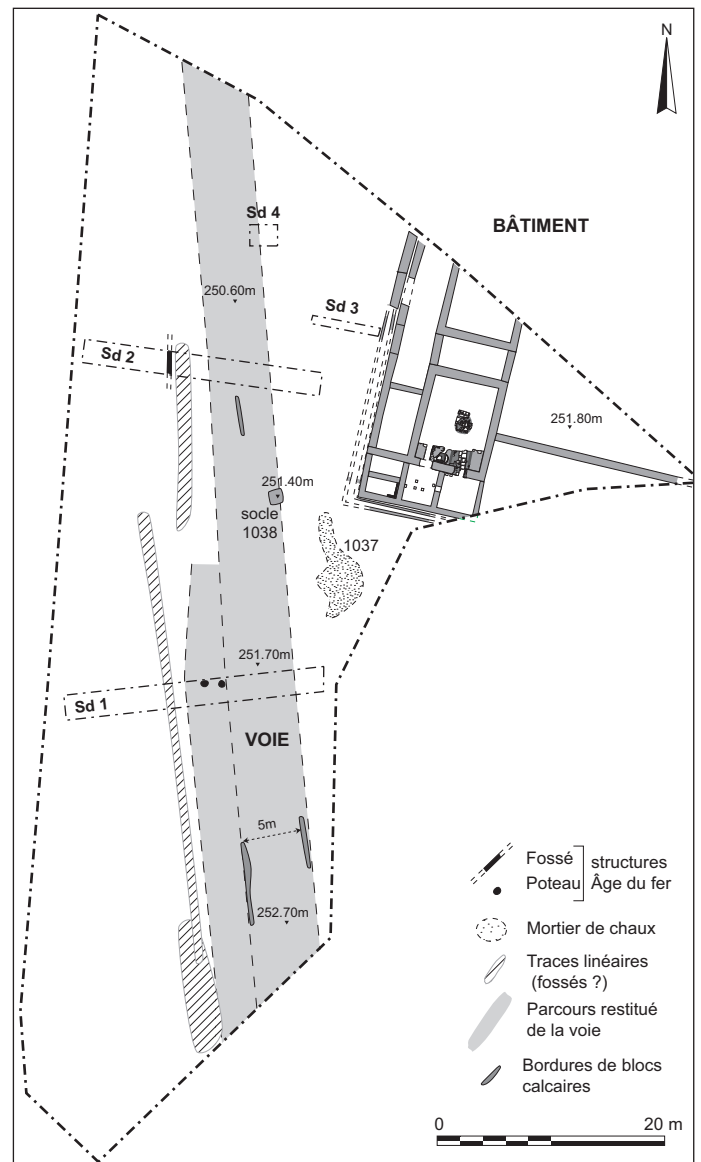 N
BÂTIMENT
Sd 4
250.60m
Sd 3
Sd 2
251.80m
251.40m
socle
1038
1037
251.70m
Sd 1
VOIE
5m
252.70m
Fossé
Poteau
structures
Âge du fer
Mortier de chaux
Traces linéaires
(fossés ?)
Parcours restitué
de la voie
Bordures de blocs
calcaires
0 20 m